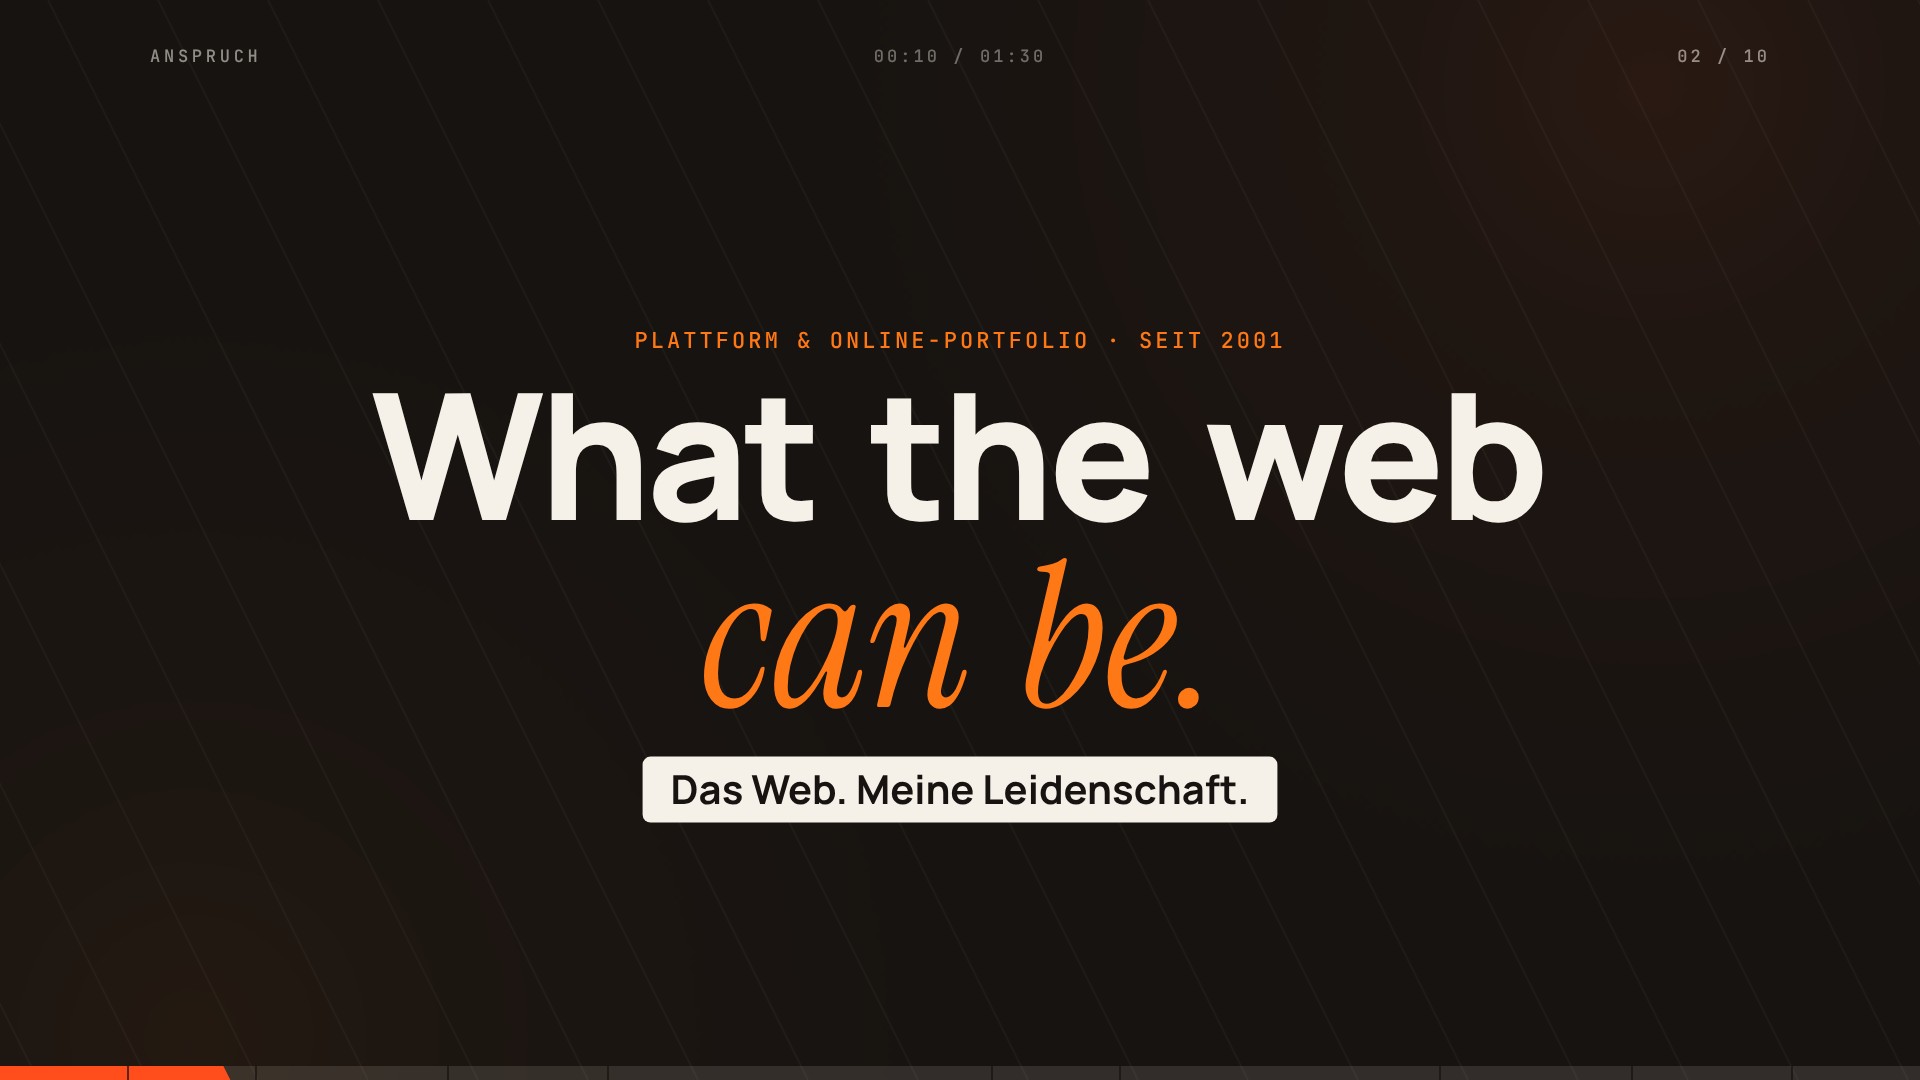 ANSPRUCH
00:10 / 01:30
02 / 10
PLATTFORM & ONLINE-PORTFOLIO · SEIT 2001
What the web
can be.
Das Web. Meine Leidenschaft.